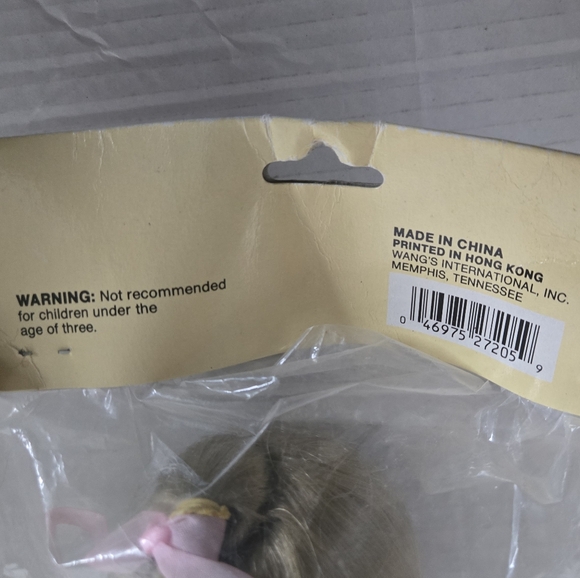 WARNING: Not recommended
for children under the
age of three.
MADE IN CHINA
PRINTED IN HONG KONG
WANG'S INTERNATIONAL, INC.
MEMPHIS, TENNESSEE
0 46975 27205 9